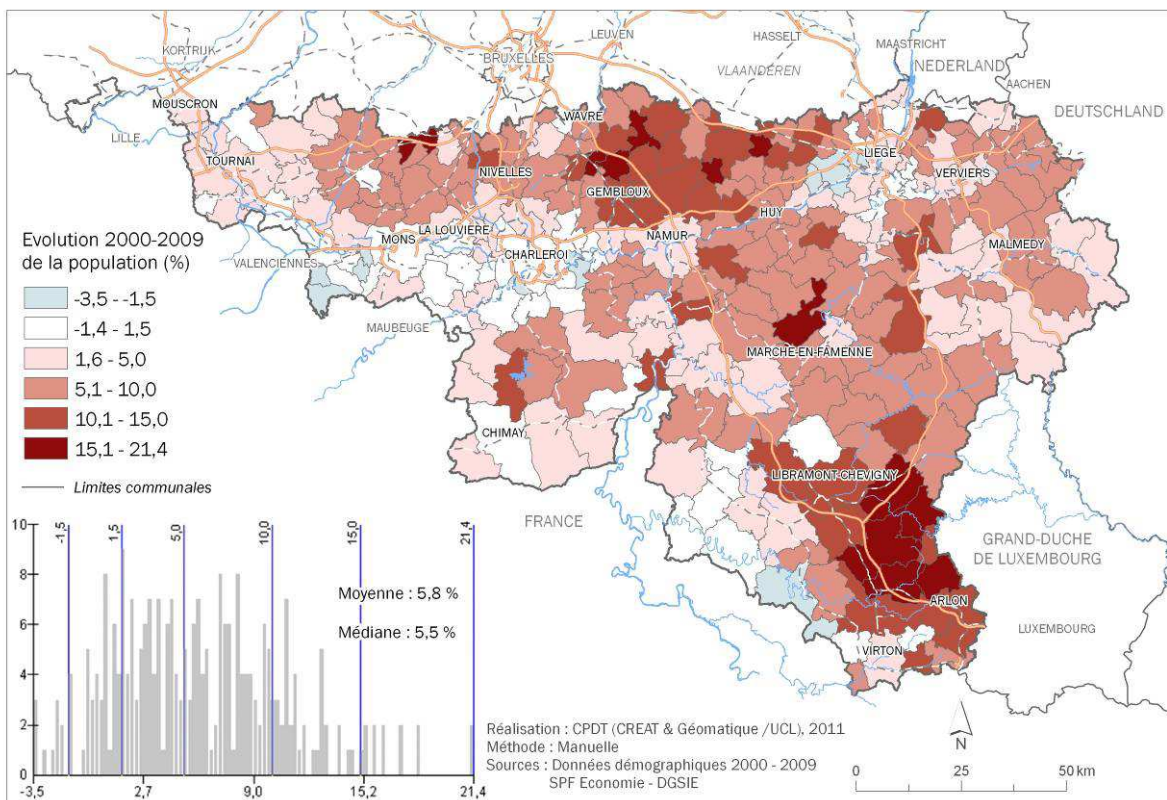 KORTRIJK
LEUVEN
HASSELT
MAASTRICHT
BRUXELLES
VLAANDEREN
NEDERLAND
AACHEN
MOUSCRON
WAVRE
DEUTSCHLAND
LILLE
TOURNAI
LIEGE
NIVELLES
VERVIERS
GEMBLOUX
HUY
LA LOUVIERE
NAMUR
MONS
CHARLEROI
MALMEDY
VALENCIENNES
MAUBEUGE
MARCHE-EN-FAMENNE
CHIMAY
LIBRAMONT-CHEVIGNY
FRANCE
GRAND-DUCHE
DE LUXEMBOURG
ARLON
LUXEMBOURG
VIRTON
Evolution 2000-2009
de la population (%)
-3,5 - -1,5
-1,4 - 1,5
1,6 - 5,0
5,1 - 10,0
10,1 - 15,0
15,1 - 21,4
Limites communales
10
8
6
4
2
0
-1,5
1,5
5,0
10,0
15,0
21,4
Moyenne : 5,8 %
Médiane : 5,5 %
-3,5
2,7
9,0
15,2
21,4
Réalisation : CPDT (CREAT & Géomatique /UCL), 2011
Méthode : Manuelle
Sources : Données démographiques 2000 - 2009
SPF Economie - DGSIE
N
0
25
50 km